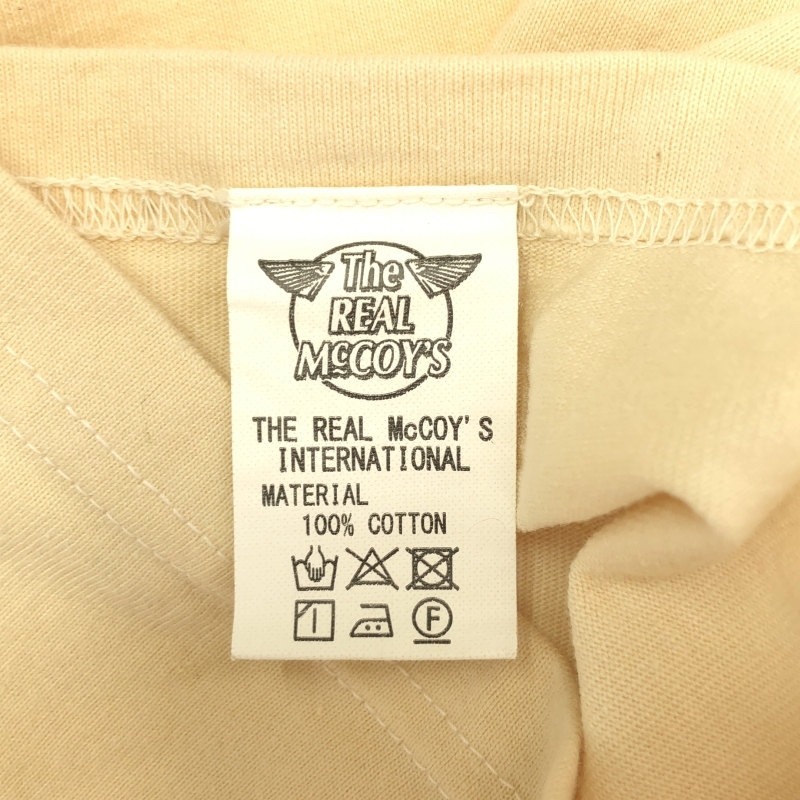 The
REAL
McCOY'S
THE REAL McCOY'S
INTERNATIONAL
MATERIAL
100% COTTON
F